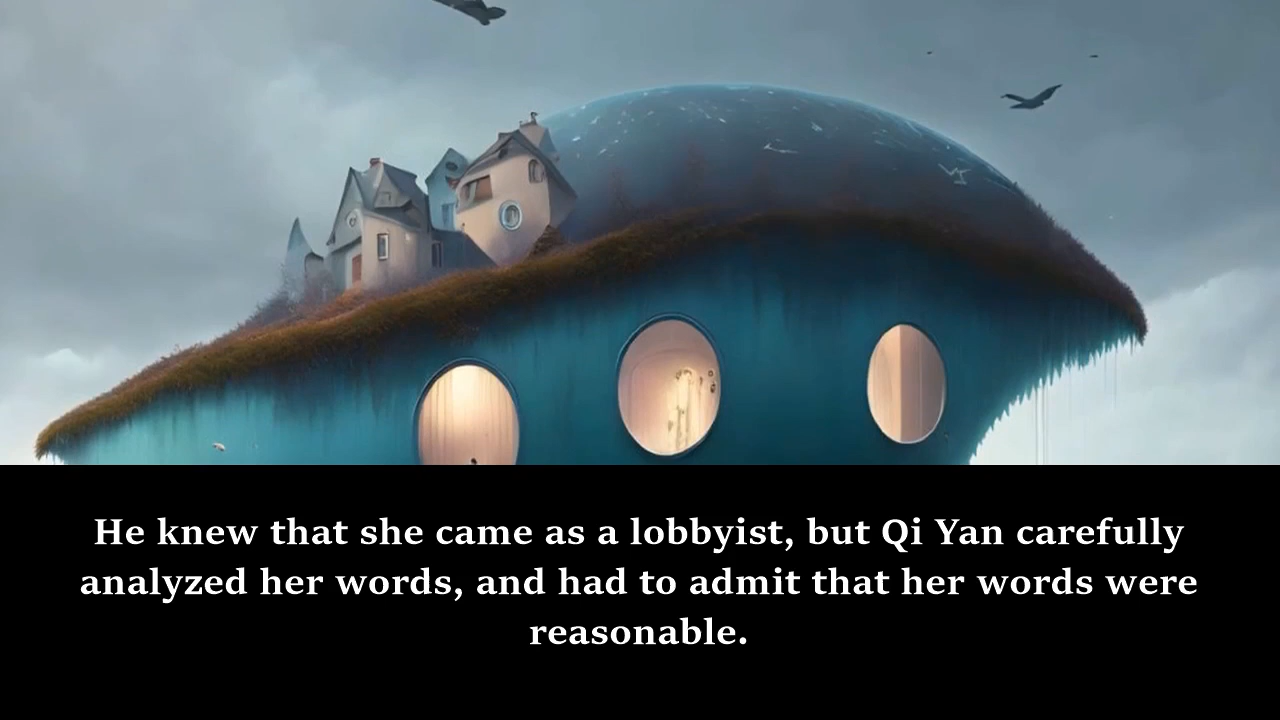 He knew that she came as a lobbyist, but Qi Yan carefully
analyzed her words, and had to admit that her words were
reasonable.